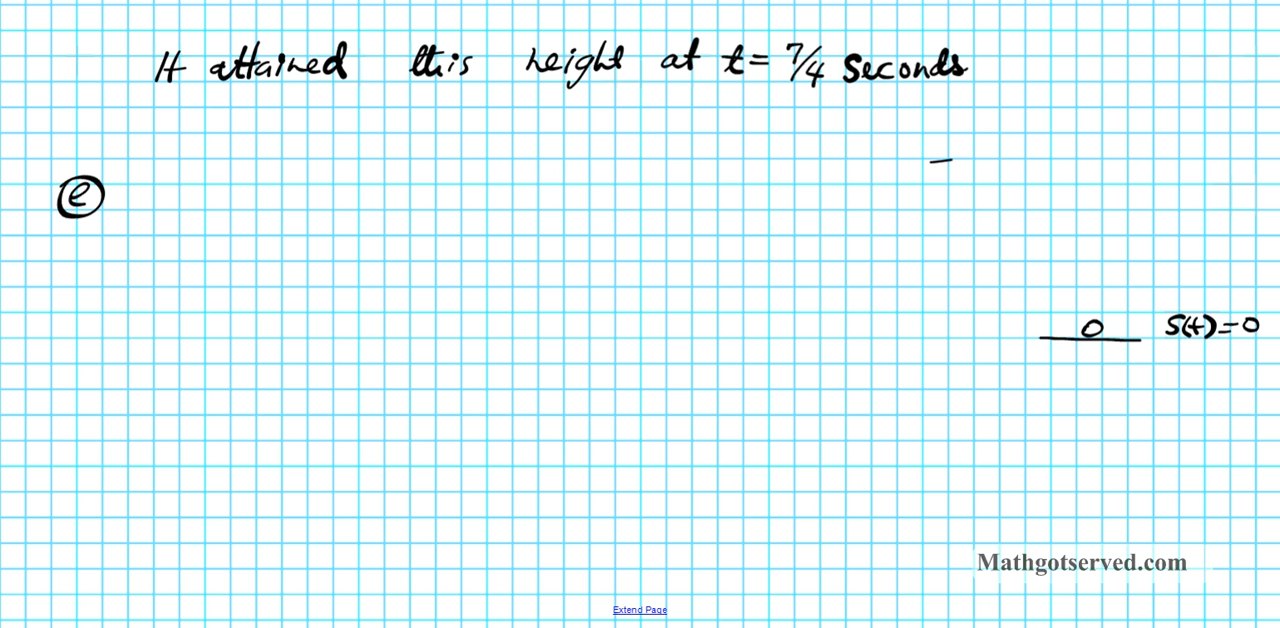 It attained this height at t= 7/4 seconds
e
0 S(t)=0
Mathgotserved.com
Extend Page